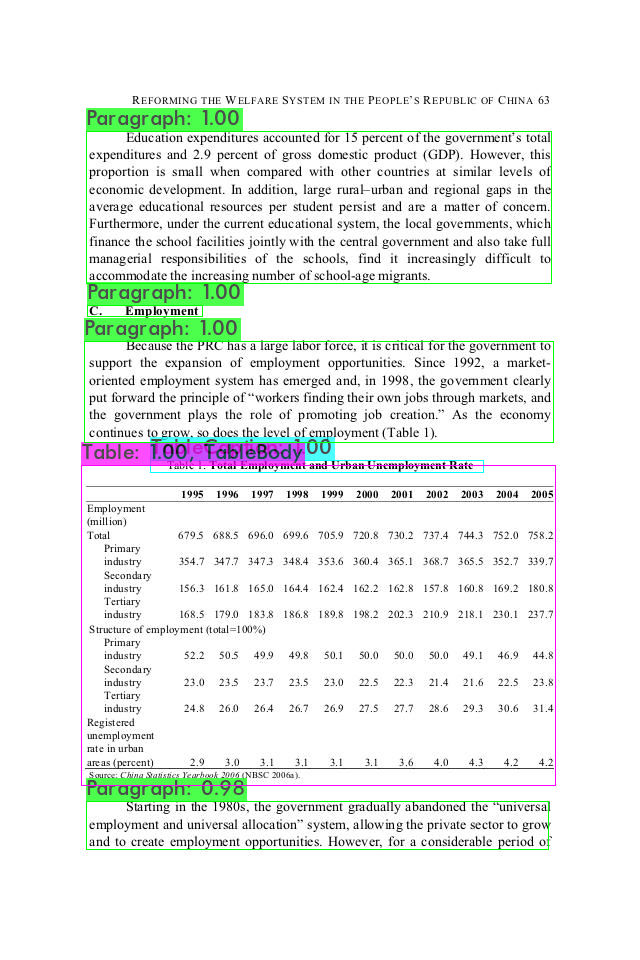 REFORMING THE WELFARE SYSTEM IN THE PEOPLE'S REPUBLIC OF CHINA 63
Paragraph: 1.00
Education expenditures accounted for 15 percent of the government's total
expenditures and 2.9 percent of gross domestic product (GDP). However, this
proportion is small when compared with other countries at similar levels of
economic development. In addition, large rural–urban and regional gaps in the
average educational resources per student persist and are a matter of concern.
Furthermore, under the current educational system, the local governments, which
finance the school facilities jointly with the central government and also take full
managerial responsibilities of the schools, find it increasingly difficult to
accommodate the increasing number of school-age migrants.
Paragraph: 1.00
C. Employment
Paragraph: 1.00
Because the PRC has a large labor force, it is critical for the government to
support the expansion of employment opportunities. Since 1992, a market-
oriented employment system has emerged and, in 1998, the government clearly
put forward the principle of "workers finding their own jobs through markets, and
the government plays the role of promoting job creation." As the economy
continues to grow, so does the level of employment (Table 1).
Table: 1.00, TableBody 1.00
Table 1. Total Employment and Urban Unemployment Rate
1995 1996 1997 1998 1999 2000 2001 2002 2003 2004 2005
Employment
(million)
Total 679.5 688.5 696.0 699.6 705.9 720.8 730.2 737.4 744.3 752.0 758.2
Primary
industry 354.7 347.7 347.3 348.4 353.6 360.4 365.1 368.7 365.5 352.7 339.7
Secondary
industry 156.3 161.8 165.0 164.4 162.4 162.2 162.8 157.8 160.8 169.2 180.8
Tertiary
industry 168.5 179.0 183.8 186.8 189.8 198.2 202.3 210.9 218.1 230.1 237.7
Structure of employment (total=100%)
Primary
industry 52.2 50.5 49.9 49.8 50.1 50.0 50.0 50.0 49.1 46.9 44.8
Secondary
industry 23.0 23.5 23.7 23.5 23.0 22.5 22.3 21.4 21.6 22.5 23.8
Tertiary
industry 24.8 26.0 26.4 26.7 26.9 27.5 27.7 28.6 29.3 30.6 31.4
Registered
unemployment
rate in urban
areas (percent) 2.9 3.0 3.1 3.1 3.1 3.1 3.6 4.0 4.3 4.2 4.2
Source: China Statistics Yearbook 2006 (NBSC 2006a).
Paragraph: 0.98
Starting in the 1980s, the government gradually abandoned the "universal
employment and universal allocation" system, allowing the private sector to grow
and to create employment opportunities. However, for a considerable period of